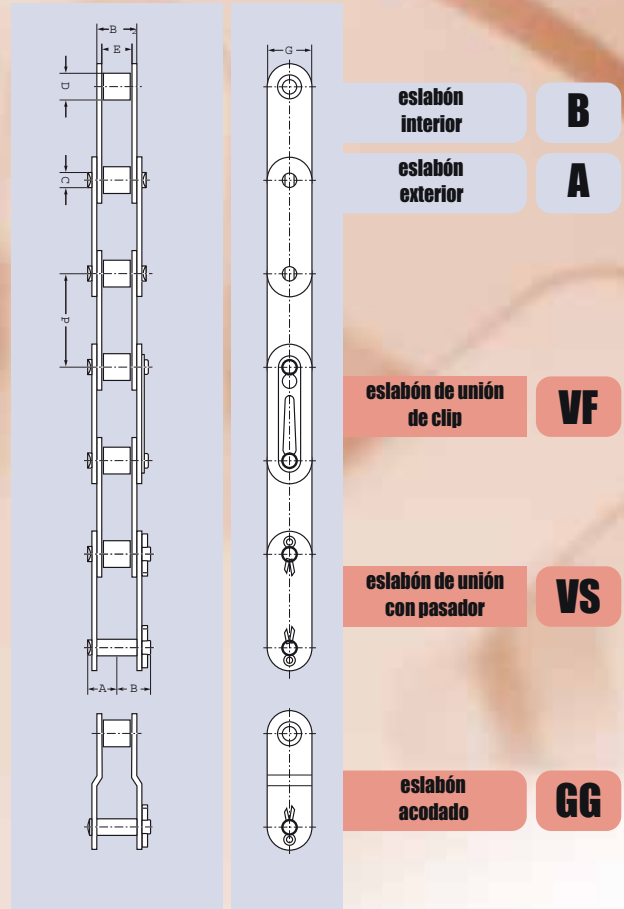 B
2
E
G
D
C
P
A
B
eslabón
interior
B
eslabón
exterior
A
eslabón de unión
de clip
VF
eslabón de unión
con pasador
VS
eslabón
acodado
GG